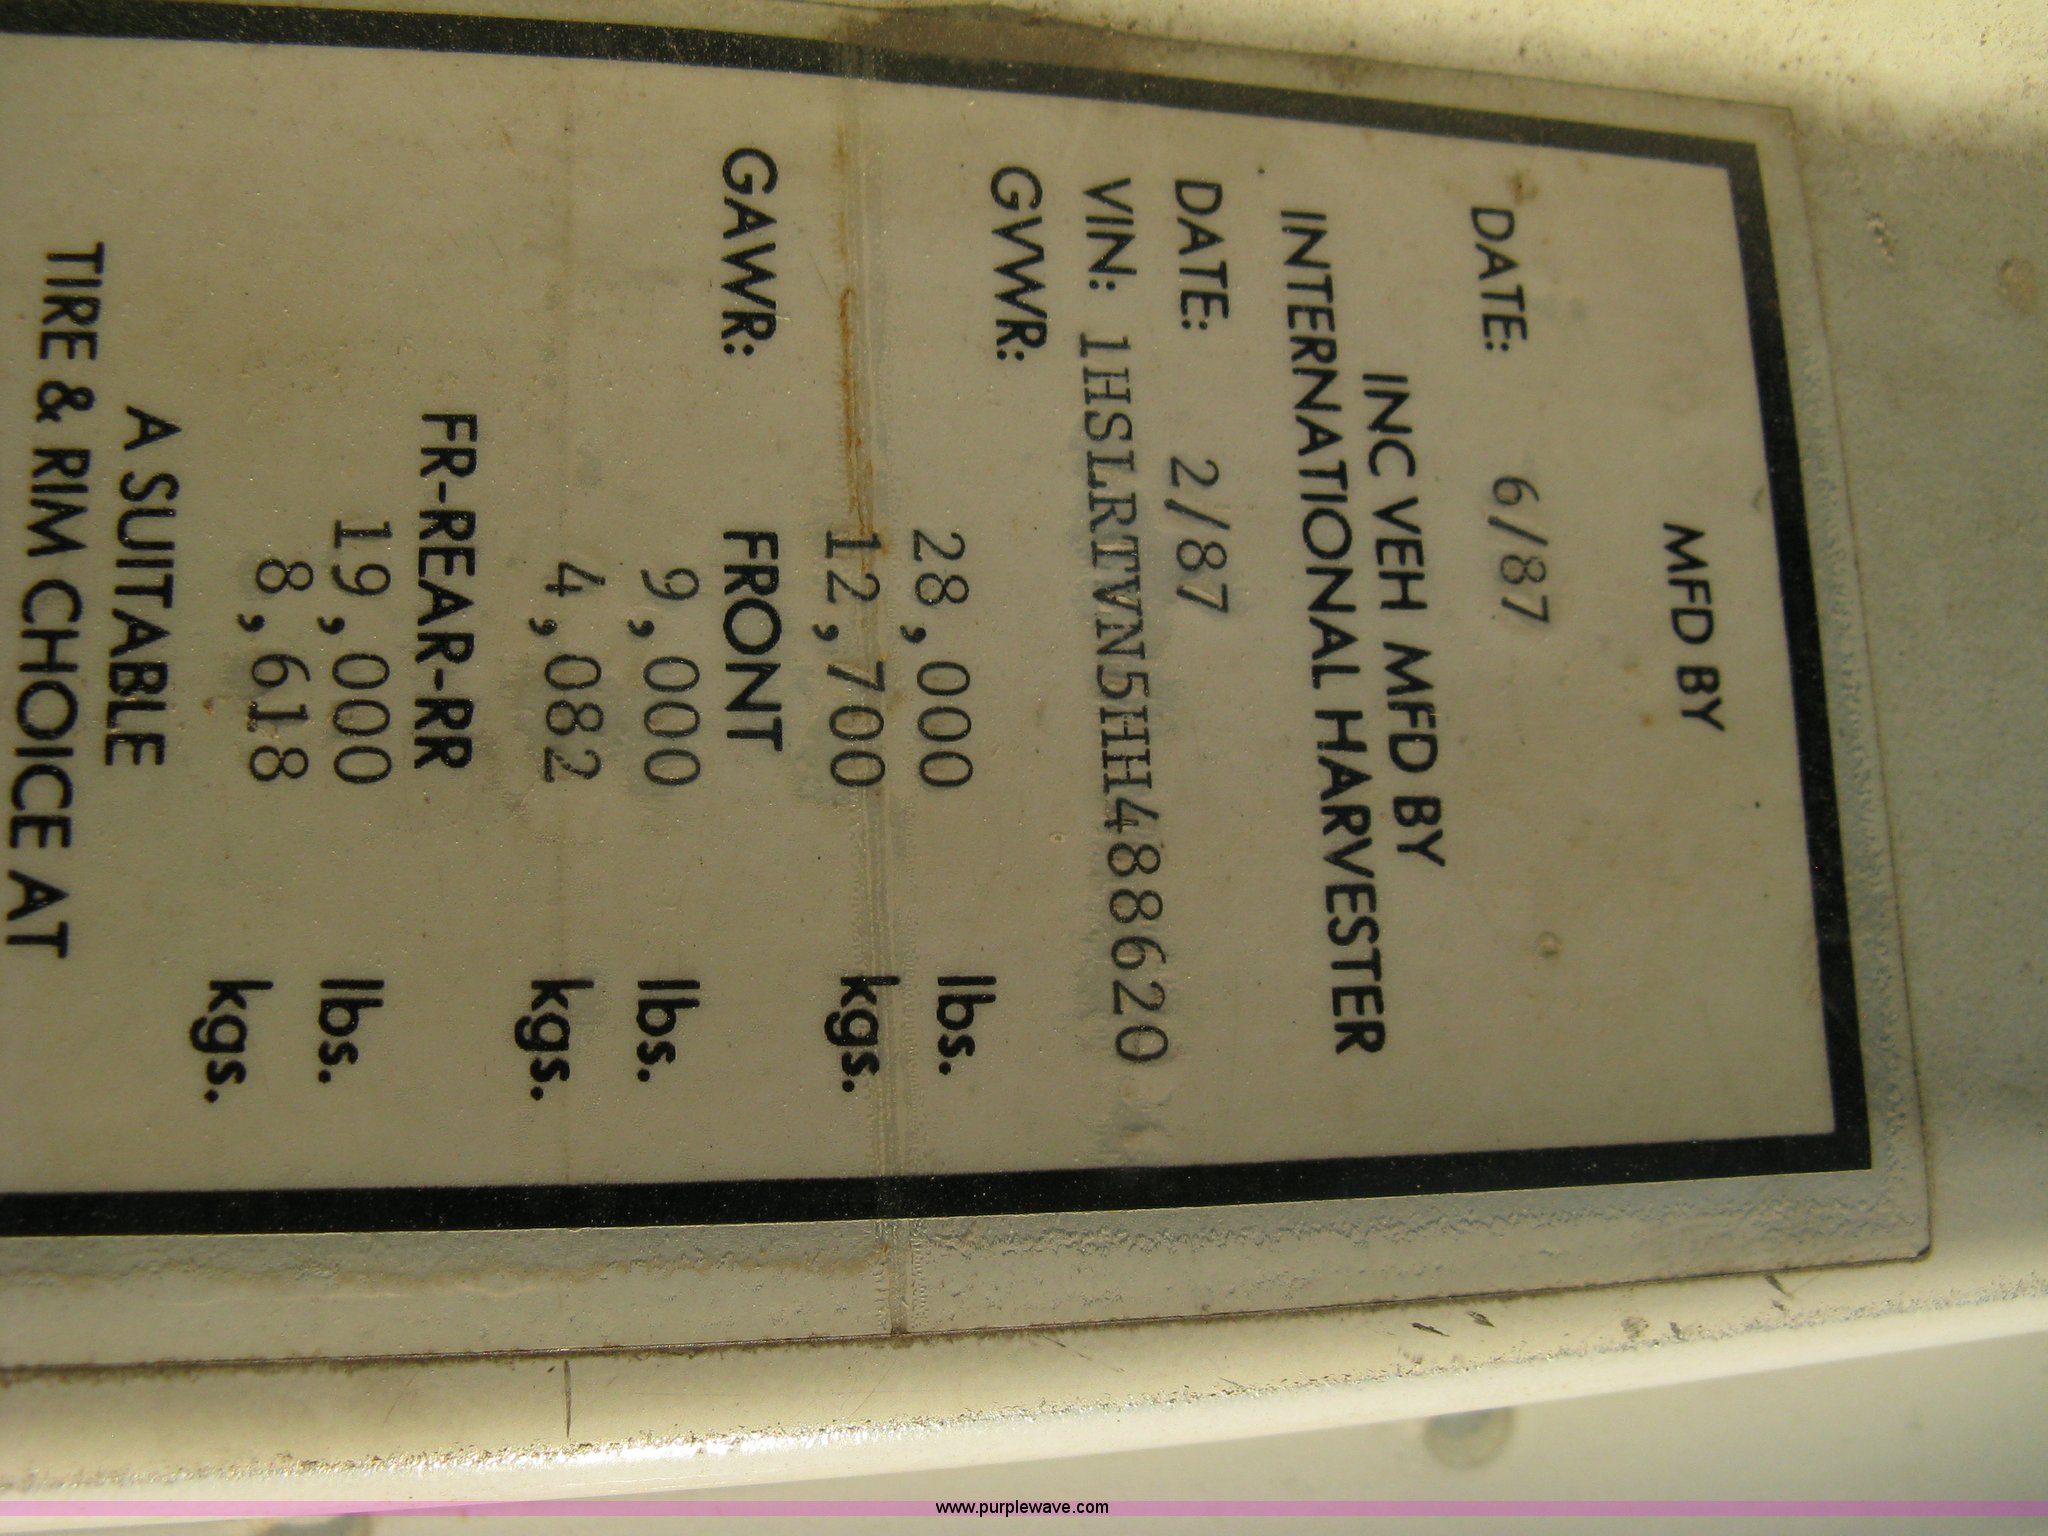 MFD BY
DATE: 6/87
INC VEH MFD BY
INTERNATIONAL HARVESTER
DATE: 2/87
VIN: 1HSLRTVN5HH488620
GWWR: 28,000 lbs.
12,700 kgs.
GAWR: FRONT
9,000 lbs.
4,082 kgs.
FR-REAR-RR
19,000 lbs.
8,618 kgs.
A SUITABLE
TIRE & RIM CHOICE AT
www.purplewave.com